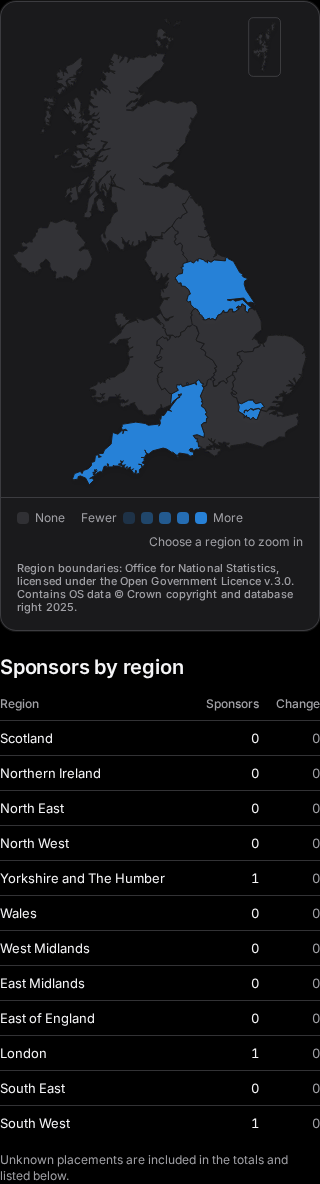 None Fewer More
Choose a region to zoom in
Region boundaries: Office for National Statistics,
licensed under the Open Government Licence v.3.0.
Contains OS data © Crown copyright and database
right 2025.
Sponsors by region
Region Sponsors Change
Scotland 0 0
Northern Ireland 0 0
North East 0 0
North West 0 0
Yorkshire and The Humber 1 0
Wales 0 0
West Midlands 0 0
East Midlands 0 0
East of England 0 0
London 1 0
South East 0 0
South West 1 0
Unknown placements are included in the totals and
listed below.